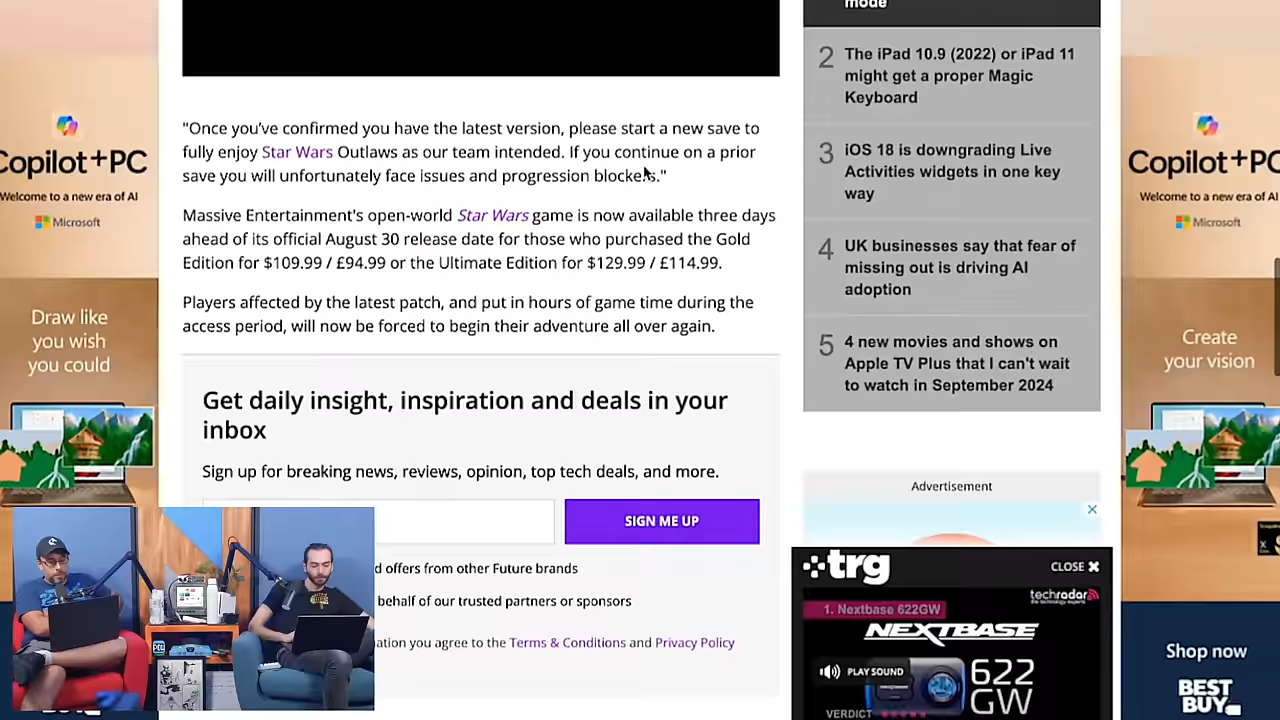 mode
"Once you've confirmed you have the latest version, please start a new save to
fully enjoy Star Wars Outlaws as our team intended. If you continue on a prior
save you will unfortunately face issues and progression blockers."
Massive Entertainment's open-world Star Wars game is now available three days
ahead of its official August 30 release date for those who purchased the Gold
Edition for $109.99 / £94.99 or the Ultimate Edition for $129.99 / £114.99.
Players affected by the latest patch, and put in hours of game time during the
access period, will now be forced to begin their adventure all over again.
Get daily insight, inspiration and deals in your
inbox
Sign up for breaking news, reviews, opinion, top tech deals, and more.
SIGN ME UP
d offers from other Future brands
behalf of our trusted partners or sponsors
ation you agree to the Terms & Conditions and Privacy Policy
2 The iPad 10.9 (2022) or iPad 11
might get a proper Magic
Keyboard
3 iOS 18 is downgrading Live
Activities widgets in one key
way
4 UK businesses say that fear of
missing out is driving AI
adoption
5 4 new movies and shows on
Apple TV Plus that I can't wait
to watch in September 2024
Advertisement
trg
CLOSE
techradar
1. Nextbase 622GW
NEXTBASE
PLAY SOUND
622
GW
VERDICT
Copilot+PC
Welcome to a new era of AI
Microsoft
Draw like
you wish
you could
Copilot+PC
Welcome to a new era of AI
Microsoft
Create
your vision
Shop now
BEST
BUY